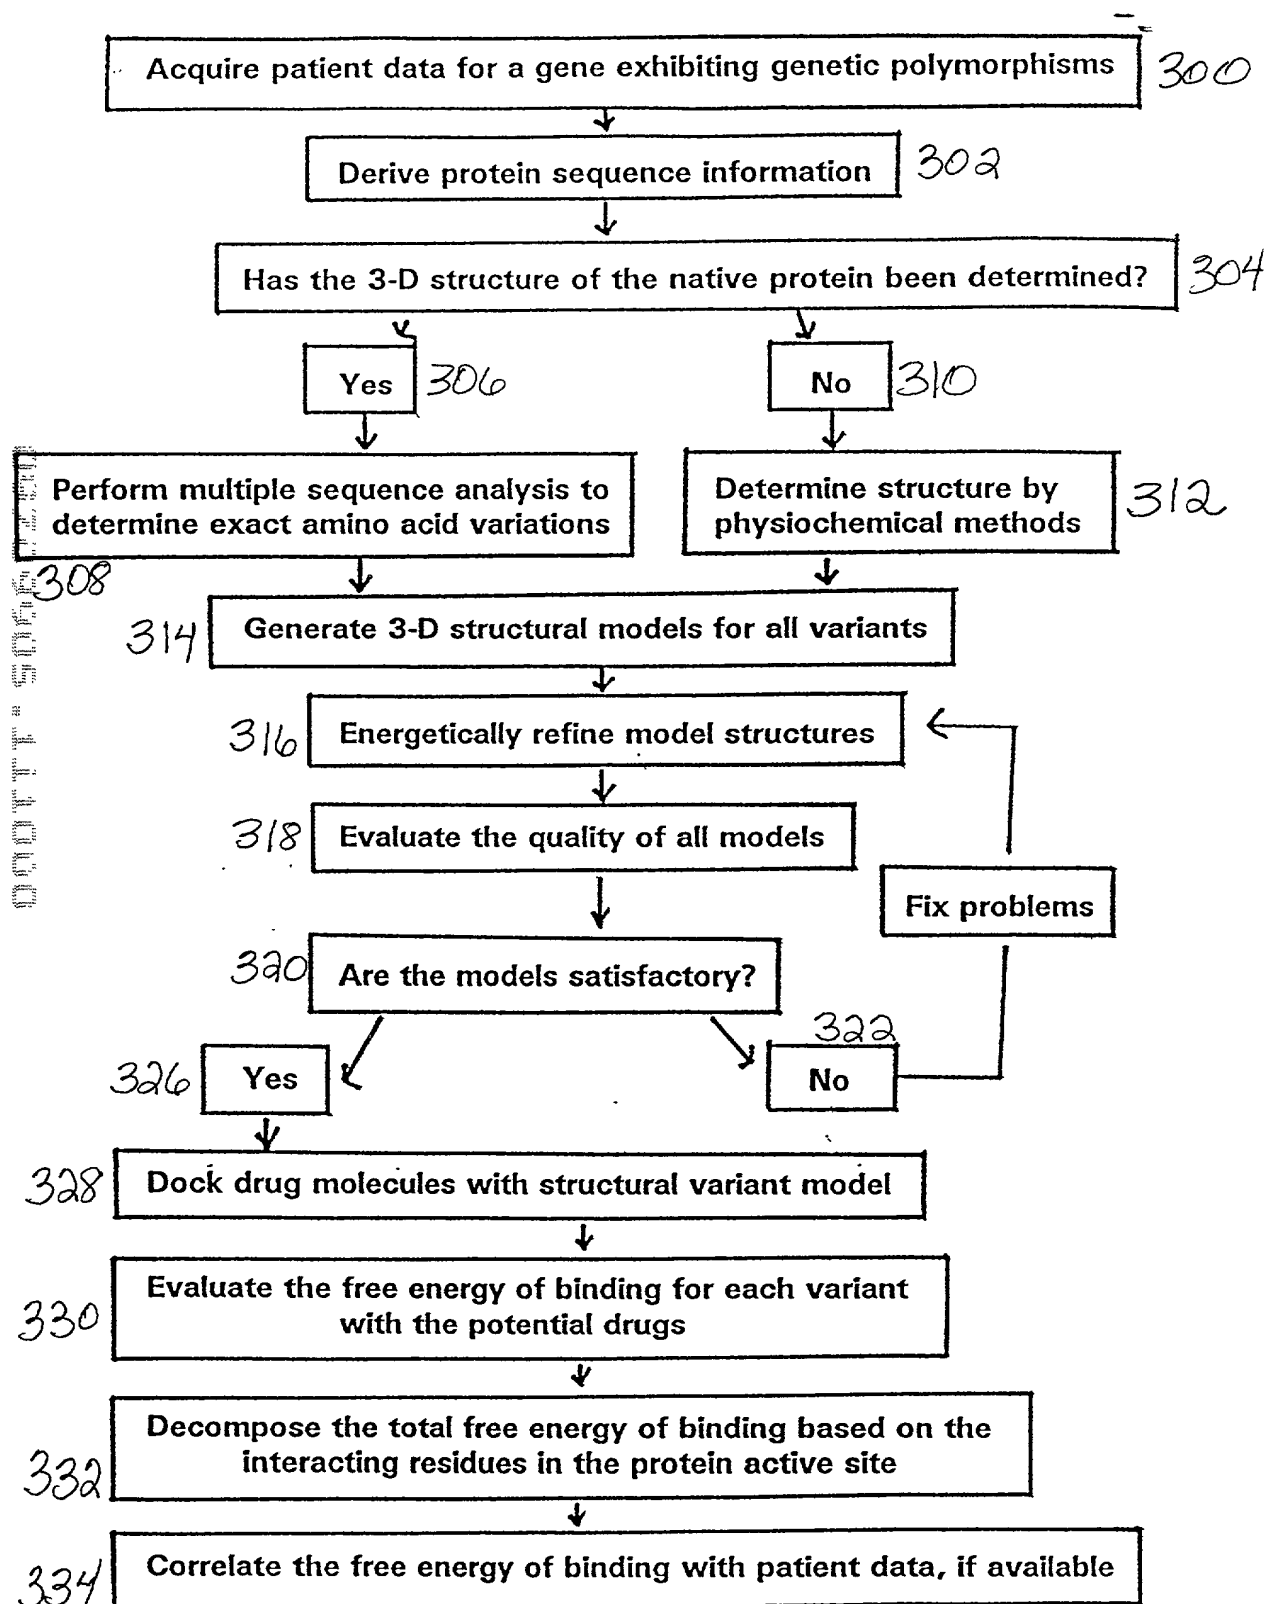 Acquire patient data for a gene exhibiting genetic polymorphisms 300
Derive protein sequence information 302
Has the 3-D structure of the native protein been determined? 304
Yes 306
No 310
Perform multiple sequence analysis to
determine exact amino acid variations
308
Determine structure by
physiochemical methods
312
314 Generate 3-D structural models for all variants
316 Energetically refine model structures
318 Evaluate the quality of all models
Fix problems
320 Are the models satisfactory?
322
326 Yes
No
328 Dock drug molecules with structural variant model
330 Evaluate the free energy of binding for each variant
with the potential drugs
332 Decompose the total free energy of binding based on the
interacting residues in the protein active site
334 Correlate the free energy of binding with patient data, if available